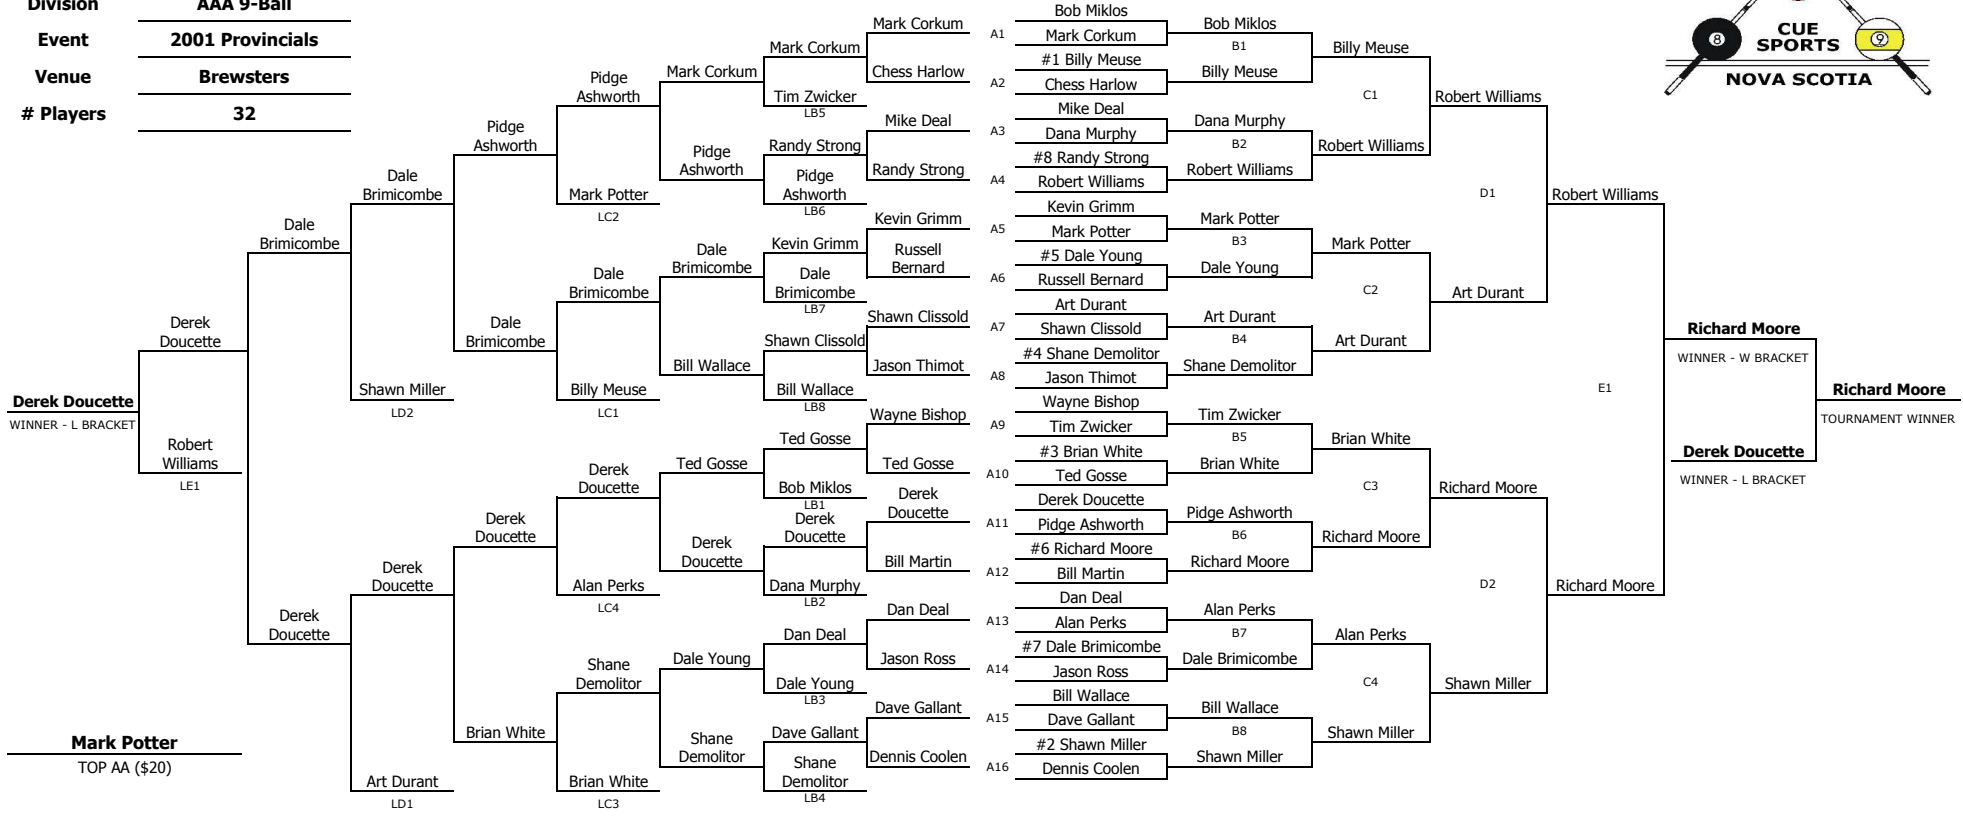 Division AAA 9-Ball
Event 2001 Provincials
Venue Brewsters
# Players 32
CUE
SPORTS
NOVA SCOTIA
8
9
Derek Doucette
WINNER - L BRACKET
Derek
Doucette
Robert
Williams
LE1
Dale
Brimicombe
Derek
Doucette
Dale
Brimicombe
Shawn Miller
LD2
Derek
Doucette
Art Durant
LD1
Pidge
Ashworth
Dale
Brimicombe
Derek
Doucette
Brian White
Pidge
Ashworth
Mark Potter
LC2
Dale
Brimicombe
Billy Meuse
LC1
Derek
Doucette
Alan Perks
LC4
Shane
Demolitor
Brian White
LC3
Mark Corkum
Pidge
Ashworth
Dale
Brimicombe
Bill Wallace
Ted Gosse
Derek
Doucette
Dale Young
Shane
Demolitor
Mark Corkum
Tim Zwicker
LB5
Randy Strong
Pidge
Ashworth
LB6
Kevin Grimm
Dale
Brimicombe
LB7
Shawn Clissold
Bill Wallace
LB8
Ted Gosse
Bob Miklos
LB1
Derek
Doucette
Dana Murphy
LB2
Dan Deal
Dale Young
LB3
Dave Gallant
Shane
Demolitor
LB4
Mark Corkum
Chess Harlow
Mike Deal
Randy Strong
Kevin Grimm
Russell
Bernard
Shawn Clissold
Jason Thimot
Wayne Bishop
Ted Gosse
Derek
Doucette
Bill Martin
Dan Deal
Jason Ross
Dave Gallant
Dennis Coolen
A1
A2
A3
A4
A5
A6
A7
A8
A9
A10
A11
A12
A13
A14
A15
A16
Bob Miklos
Mark Corkum
#1 Billy Meuse
Chess Harlow
Mike Deal
Dana Murphy
#8 Randy Strong
Robert Williams
Kevin Grimm
Mark Potter
#5 Dale Young
Russell Bernard
Art Durant
Shawn Clissold
#4 Shane Demolitor
Jason Thimot
Wayne Bishop
Tim Zwicker
#3 Brian White
Ted Gosse
Derek Doucette
Pidge Ashworth
#6 Richard Moore
Bill Martin
Dan Deal
Alan Perks
#7 Dale Brimicombe
Jason Ross
Bill Wallace
Dave Gallant
#2 Shawn Miller
Dennis Coolen
Bob Miklos
B1
Billy Meuse
Dana Murphy
B2
Robert Williams
Mark Potter
B3
Dale Young
Art Durant
B4
Shane Demolitor
Tim Zwicker
B5
Brian White
Pidge Ashworth
B6
Richard Moore
Alan Perks
B7
Dale Brimicombe
Bill Wallace
B8
Shawn Miller
Billy Meuse
C1
Robert Williams
Mark Potter
C2
Art Durant
Brian White
C3
Richard Moore
Alan Perks
C4
Shawn Miller
Robert Williams
D1
Art Durant
Richard Moore
D2
Shawn Miller
Robert Williams
E1
Richard Moore
Richard Moore
WINNER - W BRACKET
Derek Doucette
WINNER - L BRACKET
Richard Moore
TOURNAMENT WINNER
Mark Potter
TOP AA ($20)